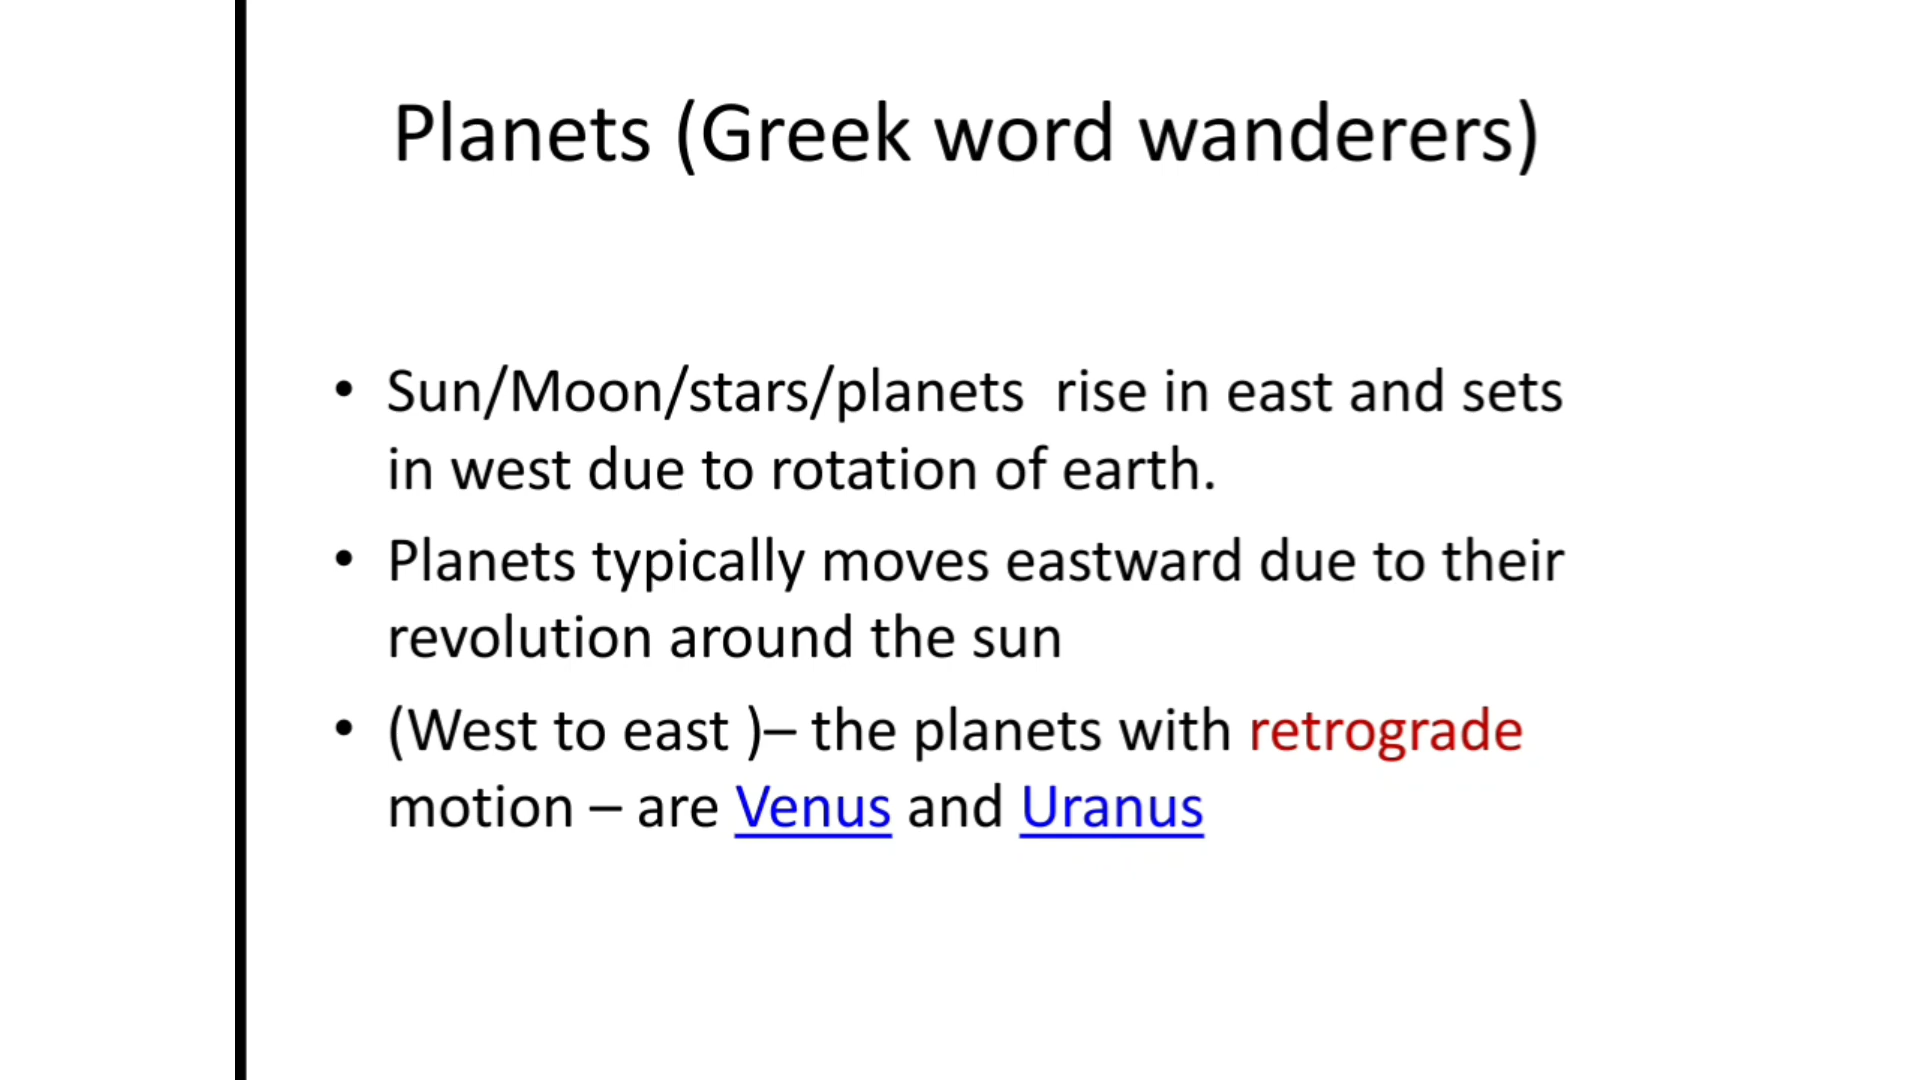 Planets (Greek word wanderers)
• Sun/Moon/stars/planets  rise in east and sets
in west due to rotation of earth.
• Planets typically moves eastward due to their
revolution around the sun
• (West to east )– the planets with retrograde
motion – are Venus and Uranus